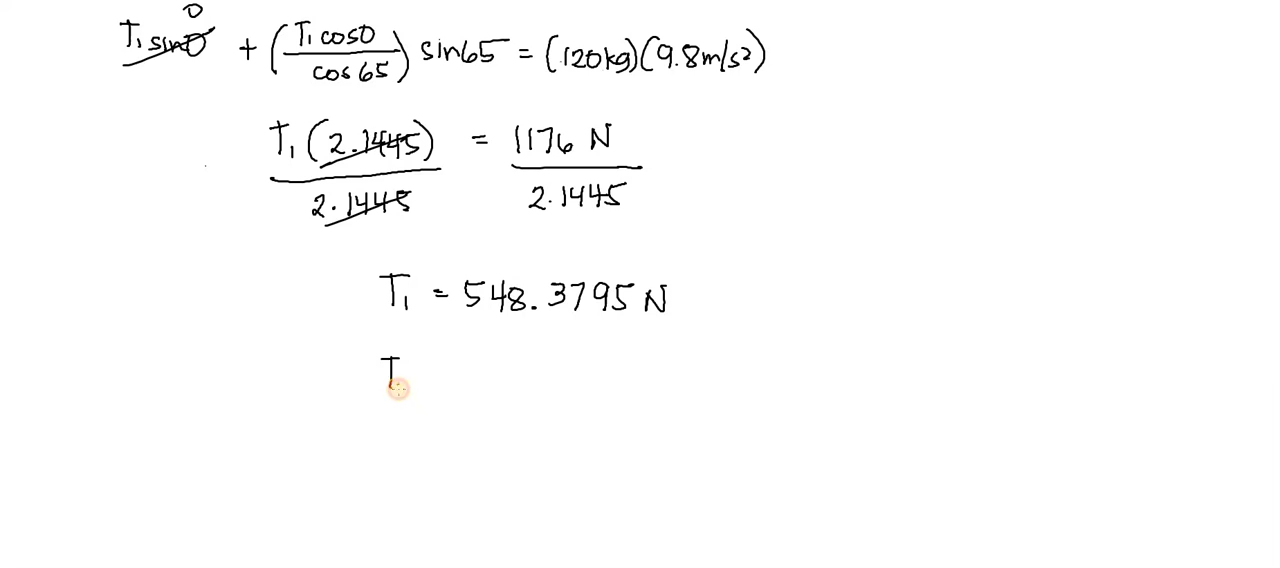 T₁ sin0 0 + (T₁ cos0 / cos 65) sin65 = (120kg)(9.8m/s²)
T₁ (2.1445) / 2.1445 = 1176 N / 2.1445
T₁ = 548.3795 N
T